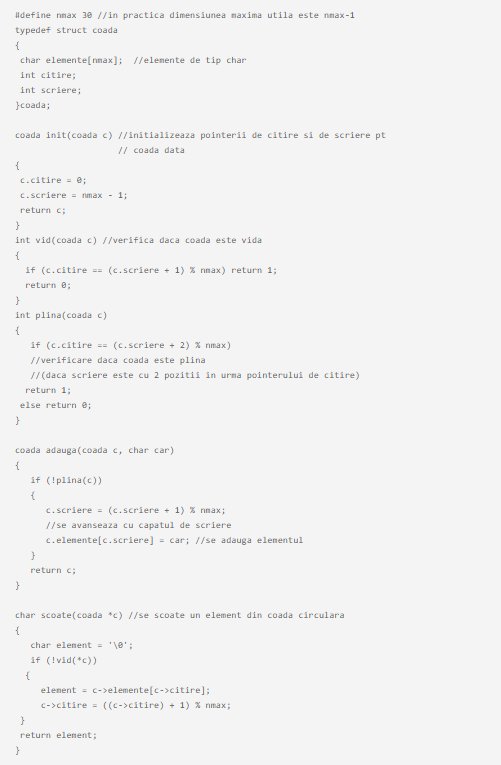 #define nmax 30 //in practica dimensiunea maxima utila este nmax-1
typedef struct coada
{
 char elemente[nmax];  //elemente de tip char
 int citire;
 int scriere;
}coada;

coada init(coada c) //initializeaza pointerii de citire si de scriere pt
                    // coada data
{
 c.citire = 0;
 c.scriere = nmax - 1;
 return c;
}
int vid(coada c) //verifica daca coada este vida
{
  if (c.citire == (c.scriere + 1) % nmax) return 1;
  return 0;
}
int plina(coada c)
{
   if (c.citire == (c.scriere + 2) % nmax)
   //verificare daca coada este plina
   //(daca scriere este cu 2 pozitii in urma pointerului de citire)
  return 1;
 else return 0;
}

coada adauga(coada c, char car)
{
   if (!plina(c))
   {
      c.scriere = (c.scriere + 1) % nmax;
      //se avanseaza cu capatul de scriere
      c.elemente[c.scriere] = car; //se adauga elementul
   }
   return c;
}

char scoate(coada *c) //se scoate un element din coada circulara
{
   char element = '\0';
   if (!vid(*c))
  {
     element = c->elemente[c->citire];
     c->citire = ((c->citire) + 1) % nmax;
 }
 return element;
}